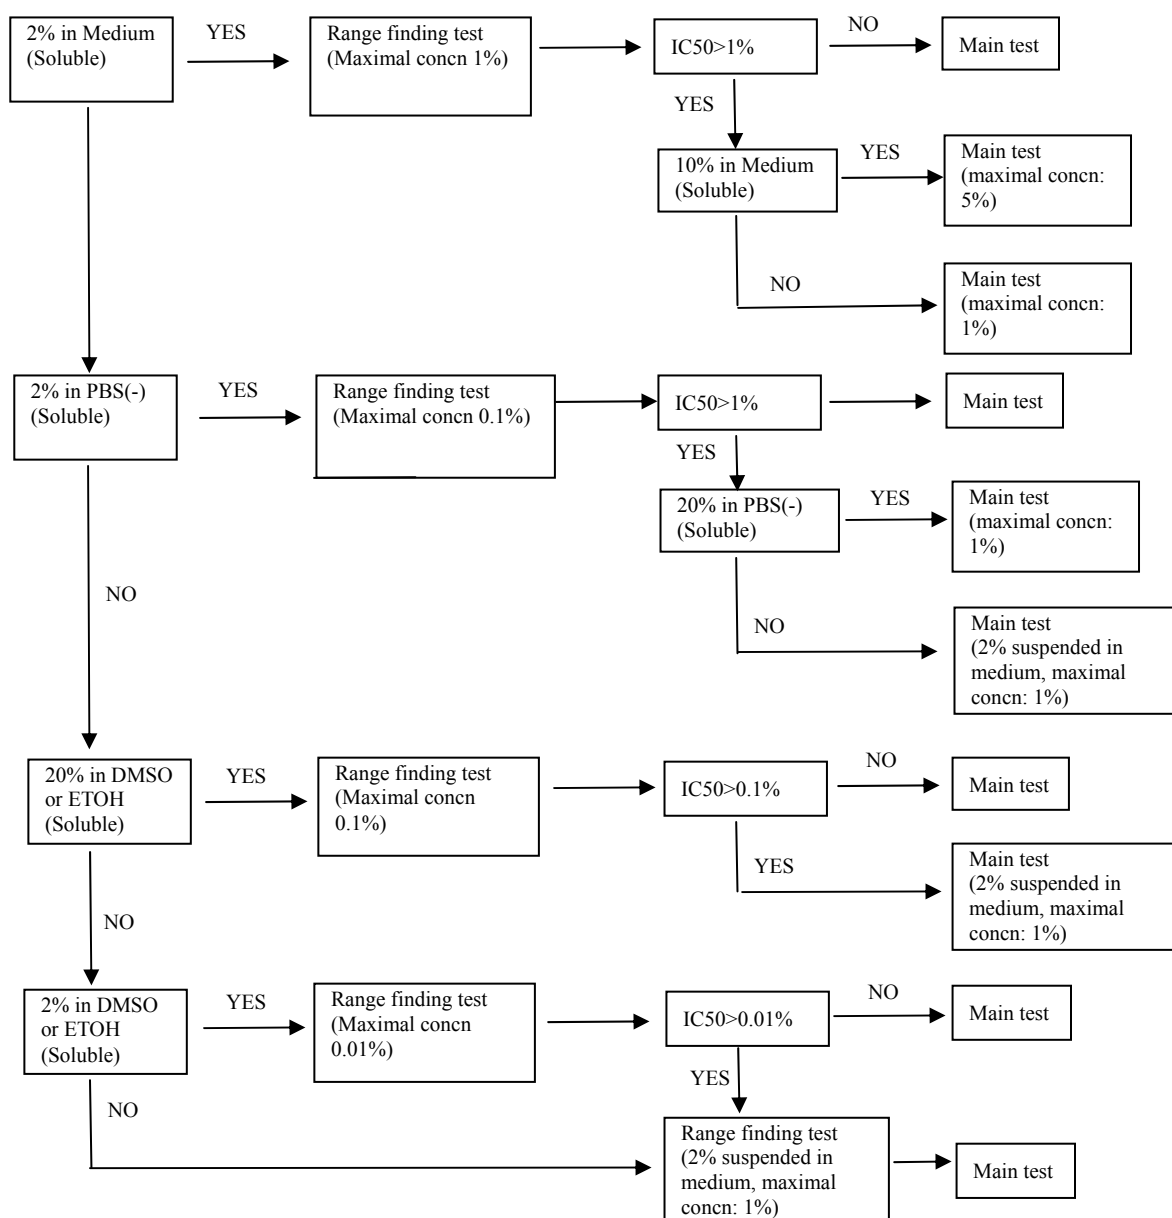 2% in Medium
(Soluble)
YES
Range finding test
(Maximal concn 1%)
IC50>1%
NO
Main test
YES
10% in Medium
(Soluble)
YES
Main test
(maximal concn:
5%)
NO
Main test
(maximal concn:
1%)
2% in PBS(-)
(Soluble)
YES
Range finding test
(Maximal concn 0.1%)
IC50>1%
Main test
YES
20% in PBS(-)
(Soluble)
YES
Main test
(maximal concn:
1%)
NO
NO
Main test
(2% suspended in
medium, maximal
concn: 1%)
20% in DMSO
or ETOH
(Soluble)
YES
Range finding test
(Maximal concn
0.1%)
IC50>0.1%
NO
Main test
YES
Main test
(2% suspended in
medium, maximal
concn: 1%)
NO
2% in DMSO
or ETOH
(Soluble)
YES
Range finding test
(Maximal concn
0.01%)
IC50>0.01%
NO
Main test
YES
NO
Range finding test
(2% suspended in
medium, maximal
concn: 1%)
Main test